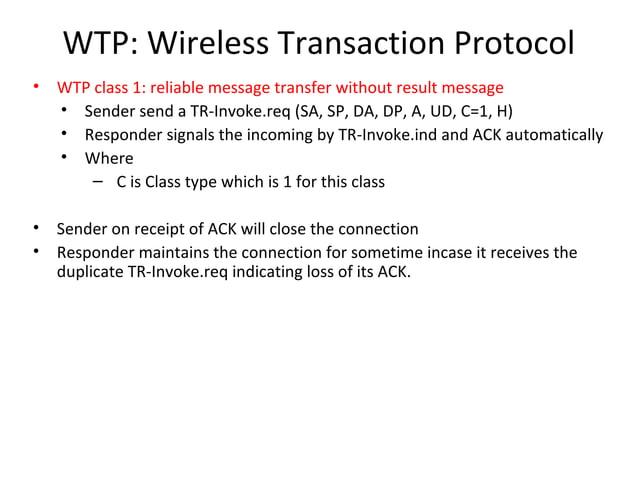 WTP: Wireless Transaction Protocol
• WTP class 1: reliable message transfer without result message
• Sender send a TR-Invoke.req (SA, SP, DA, DP, A, UD, C=1, H)
• Responder signals the incoming by TR-Invoke.ind and ACK automatically
• Where
– C is Class type which is 1 for this class
• Sender on receipt of ACK will close the connection
• Responder maintains the connection for sometime incase it receives the
duplicate TR-Invoke.req indicating loss of its ACK.